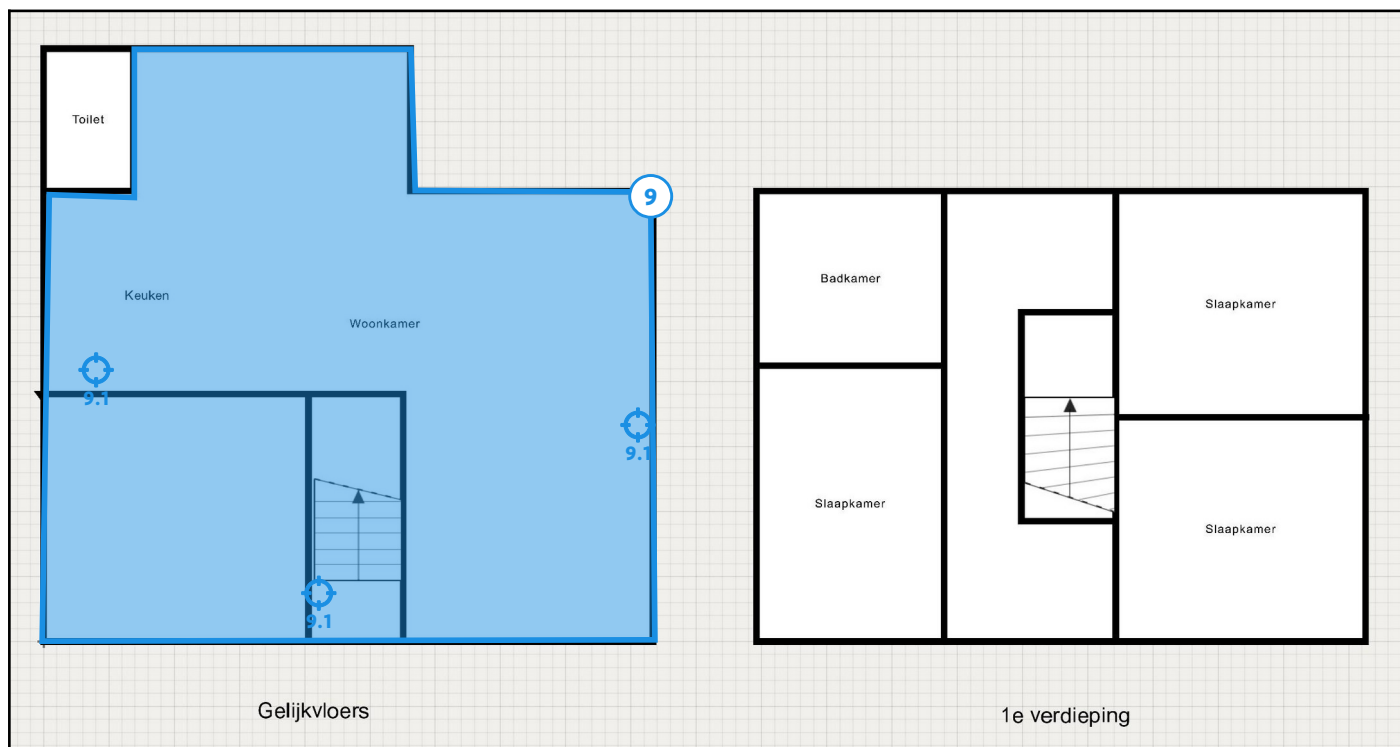 Toilet
9
Keuken
Woonkamer
9.1
9.1
9.1
Gelijkvloers
Badkamer
Slaapkamer
Slaapkamer
Slaapkamer
1e verdieping